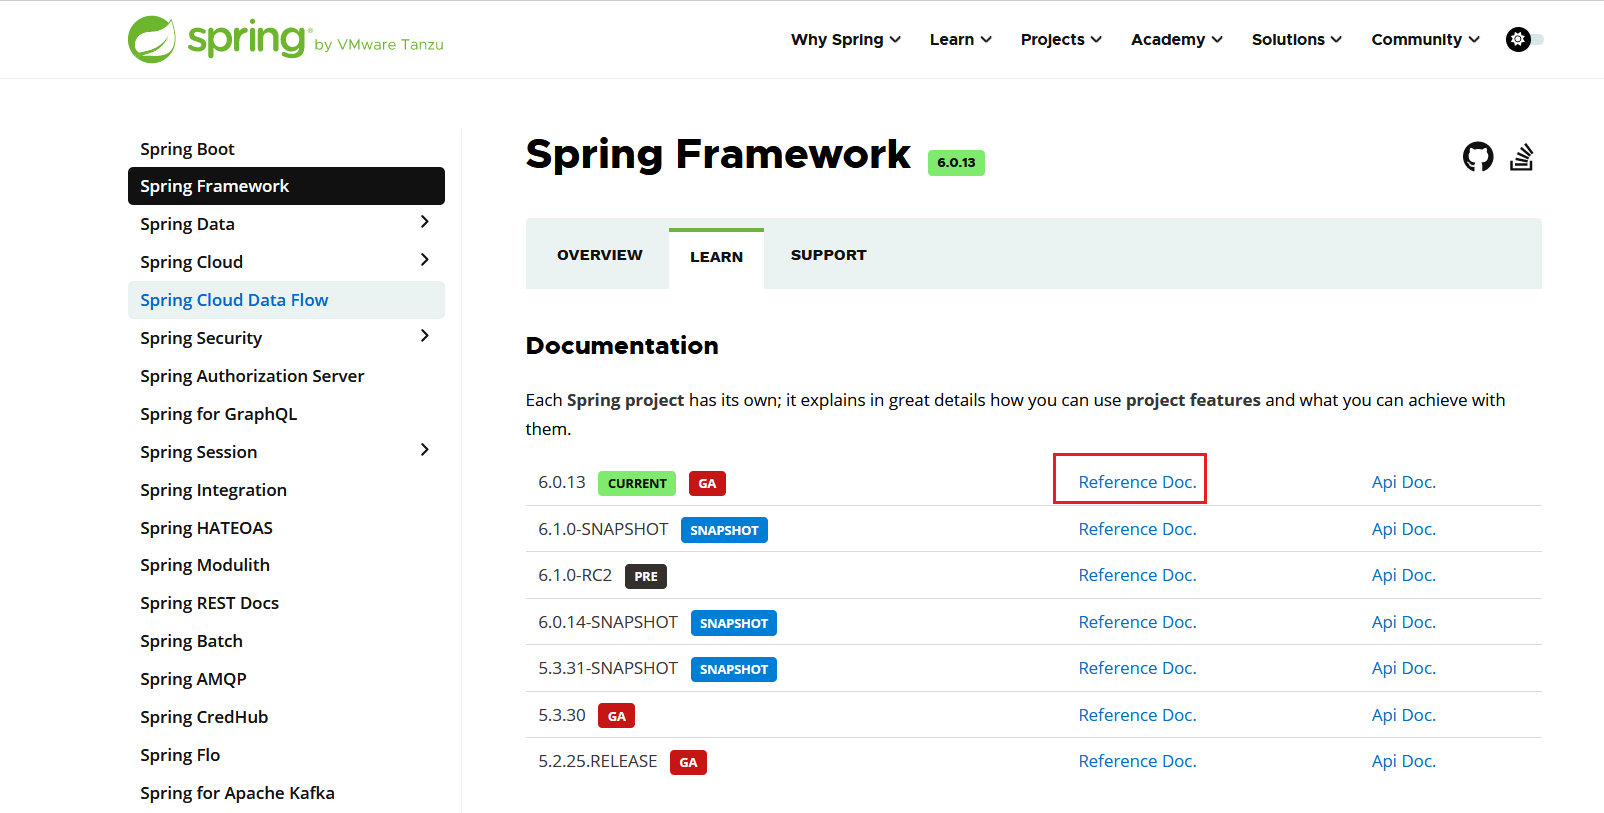 spring by VMware Tanzu
Why Spring Learn Projects Academy Solutions Community
Spring Boot
Spring Framework
Spring Data
Spring Cloud
Spring Cloud Data Flow
Spring Security
Spring Authorization Server
Spring for GraphQL
Spring Session
Spring Integration
Spring HATEOAS
Spring Modulith
Spring REST Docs
Spring Batch
Spring AMQP
Spring CredHub
Spring Flo
Spring for Apache Kafka
Spring Framework 6.0.13
OVERVIEW LEARN SUPPORT
Documentation
Each Spring project has its own; it explains in great details how you can use project features and what you can achieve with
them.
6.0.13 CURRENT GA Reference Doc. Api Doc.
6.1.0-SNAPSHOT SNAPSHOT Reference Doc. Api Doc.
6.1.0-RC2 PRE Reference Doc. Api Doc.
6.0.14-SNAPSHOT SNAPSHOT Reference Doc. Api Doc.
5.3.31-SNAPSHOT SNAPSHOT Reference Doc. Api Doc.
5.3.30 GA Reference Doc. Api Doc.
5.2.25.RELEASE GA Reference Doc. Api Doc.